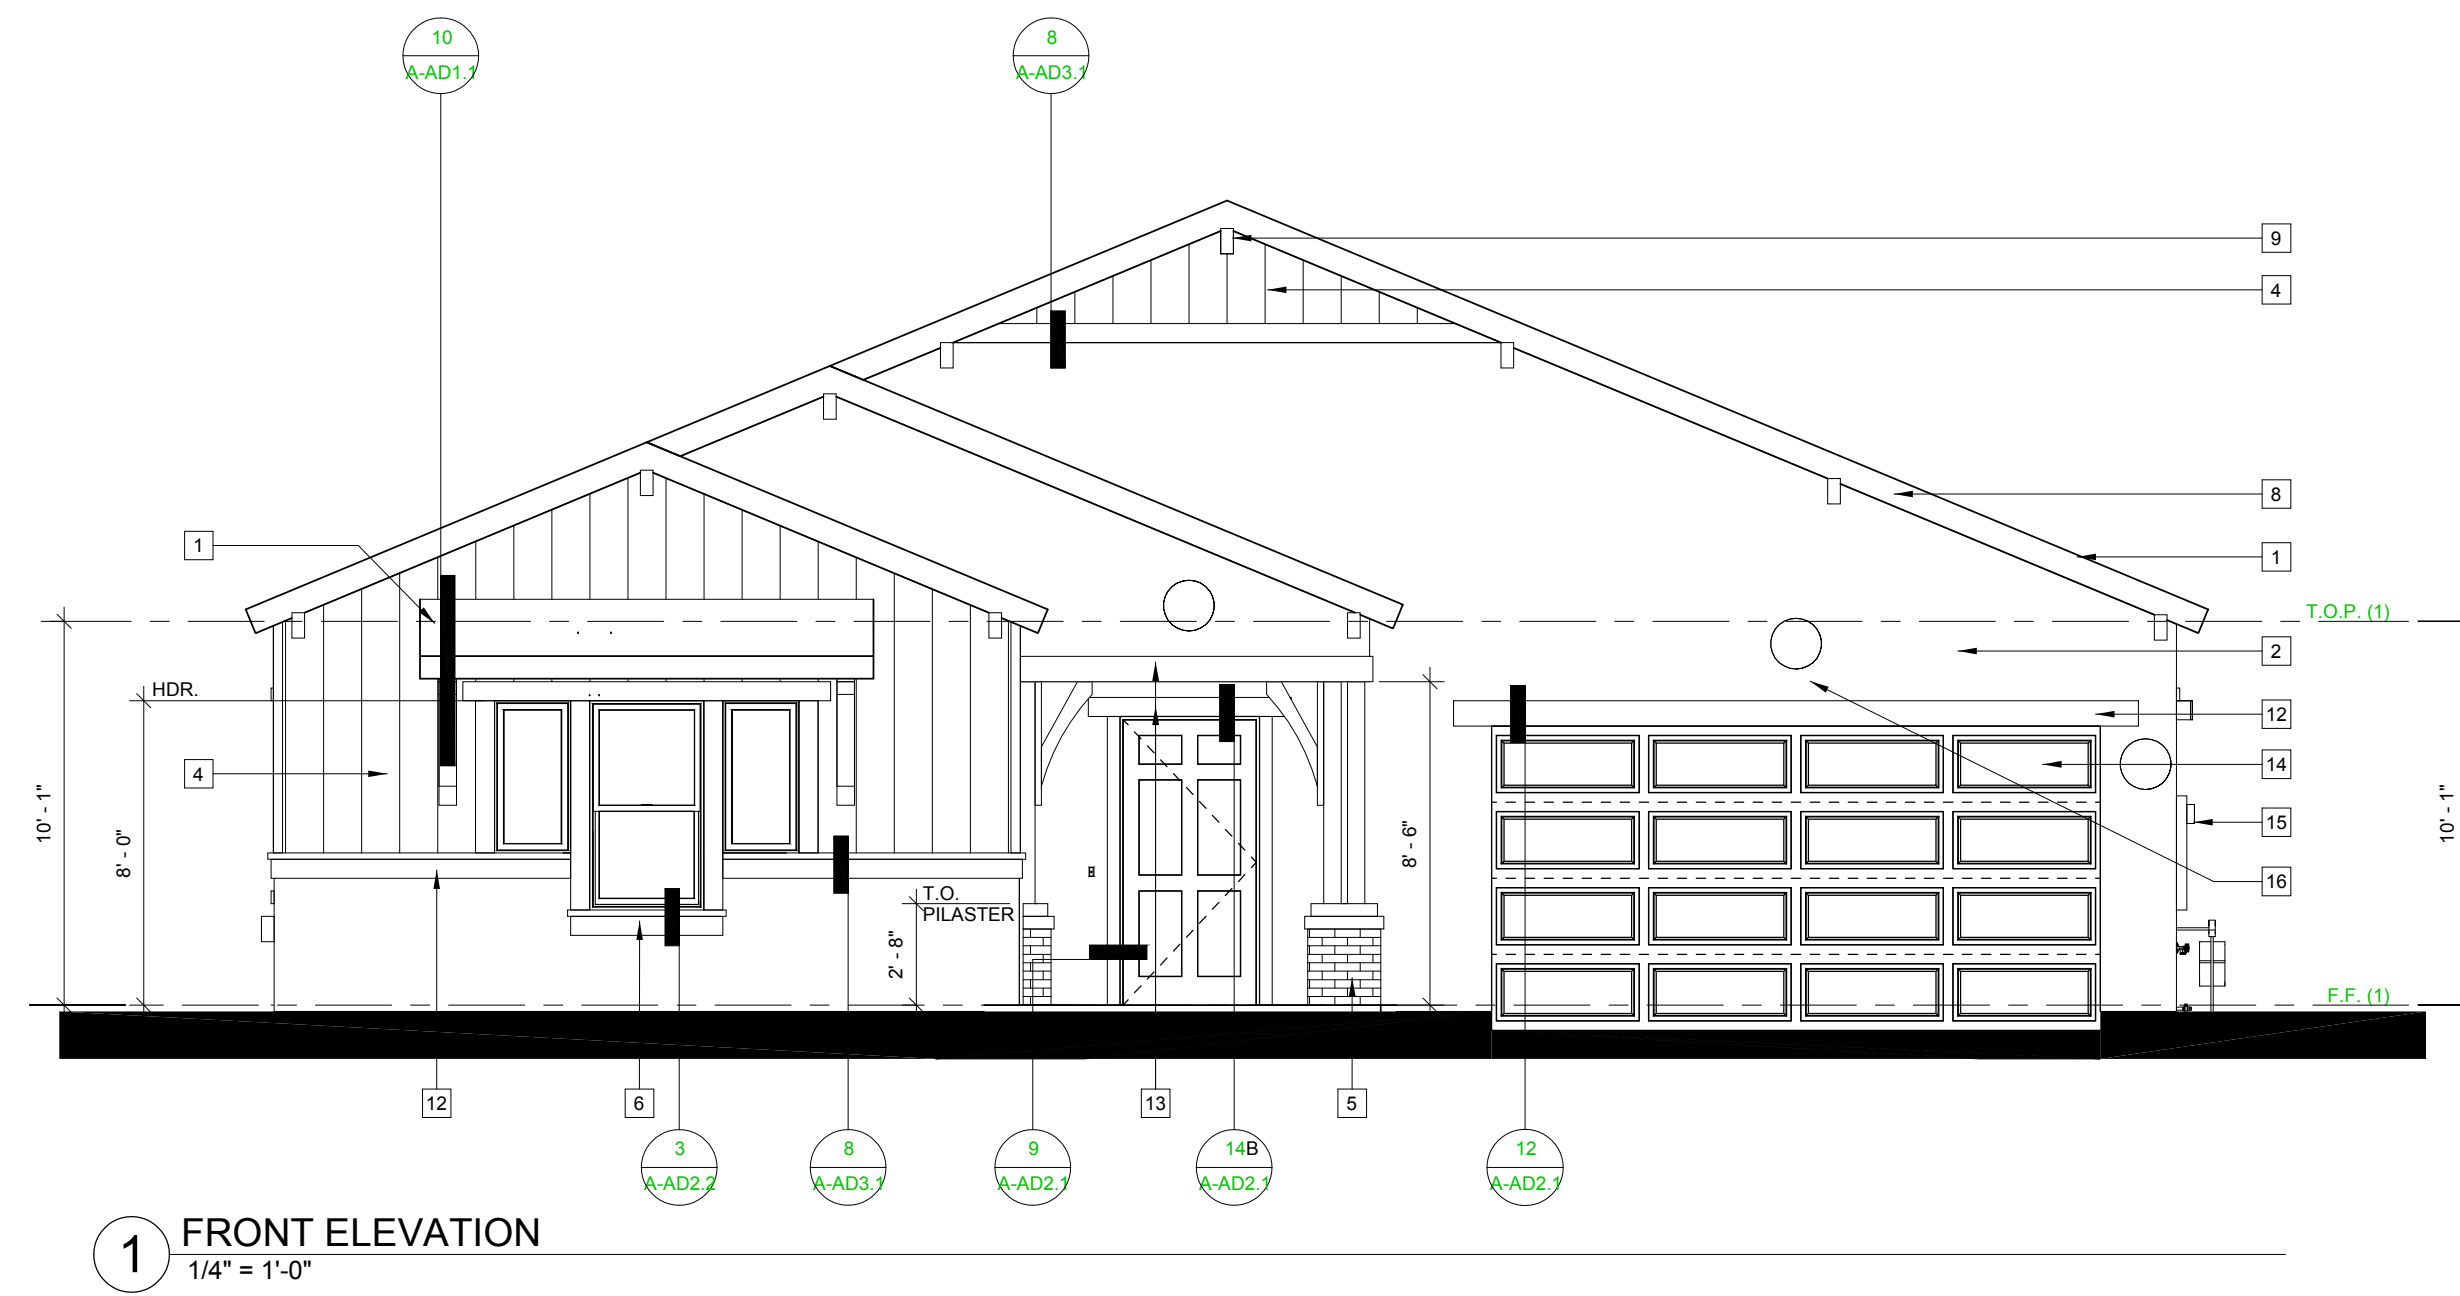 10
A-AD1.1
8
A-AD3.1
9
4
8
1
1
T.O.P. (1)
2
HDR.
12
14
4
10' - 1"
8' - 0"
8' - 6"
10' - 1"
15
16
T.O.
PILASTER
2' - 8"
F.F. (1)
12
6
13
5
3
A-AD2.2
8
A-AD3.1
9
A-AD2.1
14B
A-AD2.1
12
A-AD2.1
1
FRONT ELEVATION
1/4" = 1'-0"